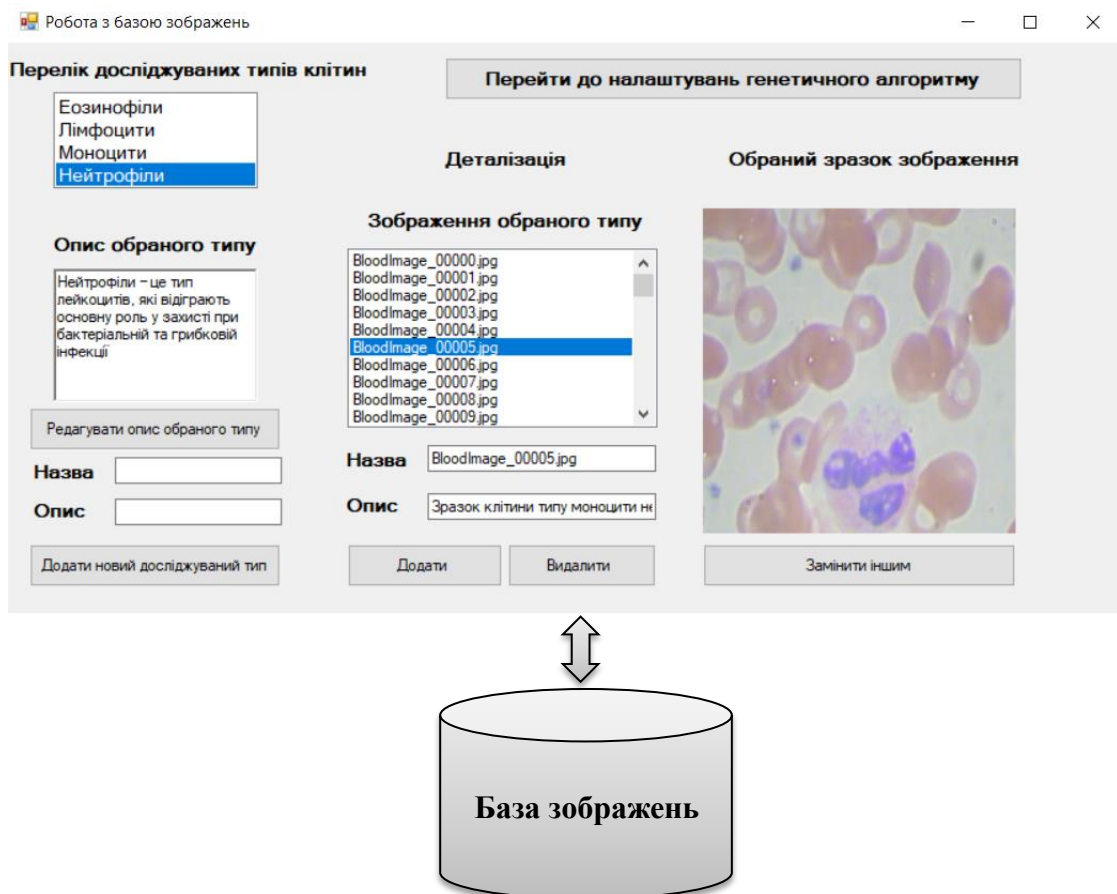 Робота з базою зображень
Перелік досліджуваних типів клітин
Еозинофіли
Лімфоцити
Моноцити
Нейтрофіли
Опис обраного типу
Нейтрофіли – це тип
лейкоцитів, які відіграють
основну роль у захисті при
бактеріальній та грибковій
інфекції
Редагувати опис обраного типу
Назва
Опис
Додати новий досліджуваний тип
Перейти до налаштувань генетичного алгоритму
Деталізація
Зображення обраного типу
BloodImage_00000.jpg
BloodImage_00001.jpg
BloodImage_00002.jpg
BloodImage_00003.jpg
BloodImage_00004.jpg
BloodImage_00005.jpg
BloodImage_00006.jpg
BloodImage_00007.jpg
BloodImage_00008.jpg
BloodImage_00009.jpg
Назва BloodImage_00005.jpg
Опис Зразок клітини типу моноцити не
Додати Видалити
Обраний зразок зображення
Замінити іншим
База зображень